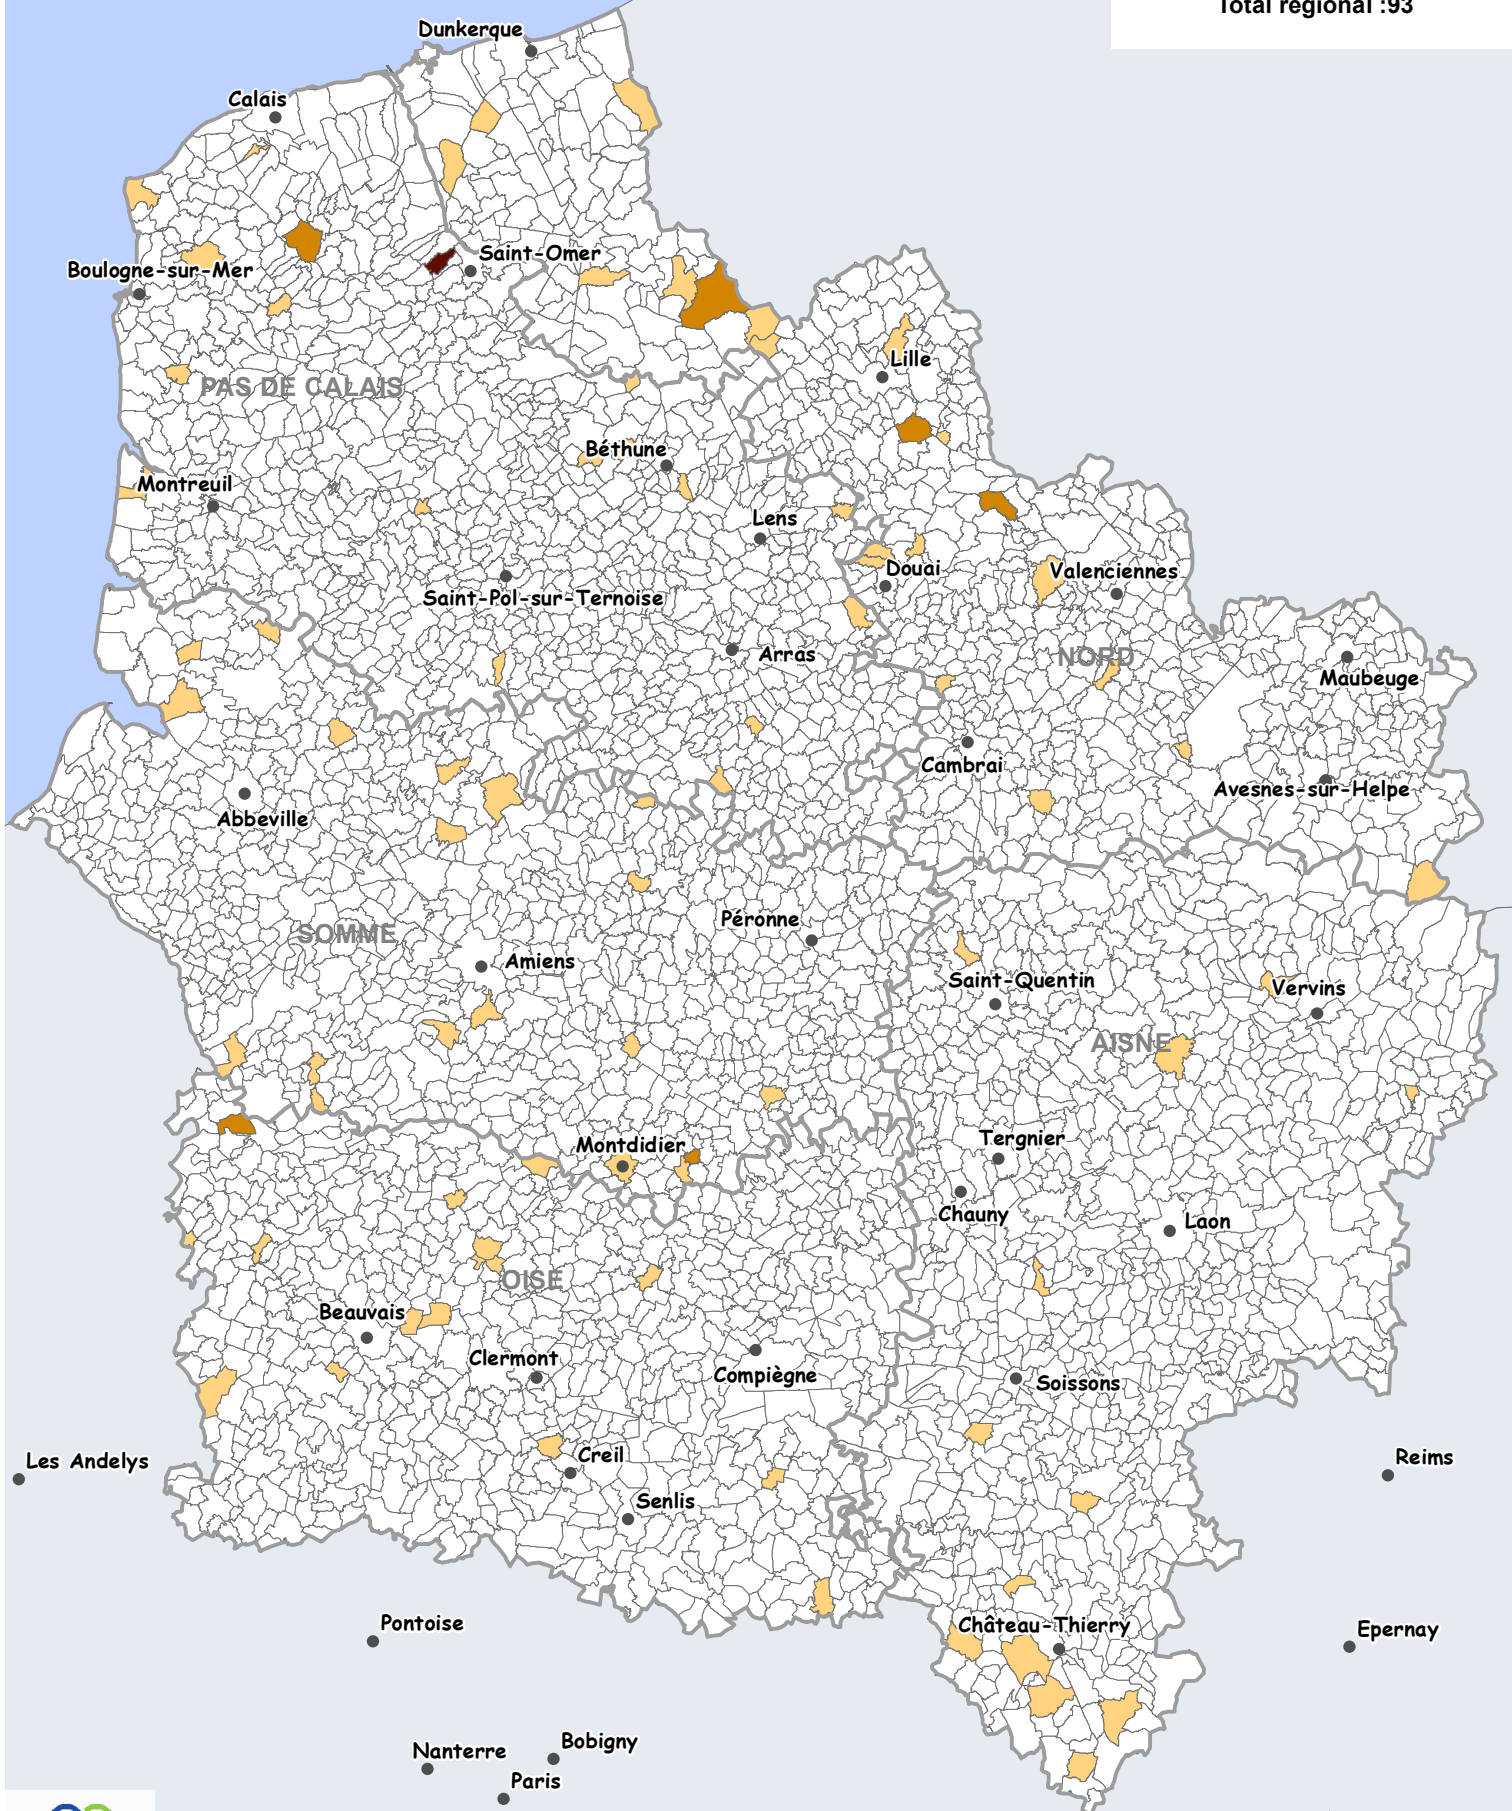 Total régional :93
Dunkerque
Calais
Saint-Omer
Boulogne-sur-Mer
Lille
PAS DE CALAIS
Béthune
Montreuil
Lens
Douai
Valenciennes
Saint-Pol-sur-Ternoise
Arras
NORD
Maubeuge
Cambrai
Avesnes-sur-Helpe
Abbeville
Péronne
SOMME
Amiens
Saint-Quentin
Vervins
AISNE
Montdidier
Tergnier
Chauny
Laon
OISE
Beauvais
Clermont
Compiègne
Soissons
Les Andelys
Creil
Reims
Senlis
Pontoise
Château-Thierry
Epernay
Bobigny
Nanterre
Paris